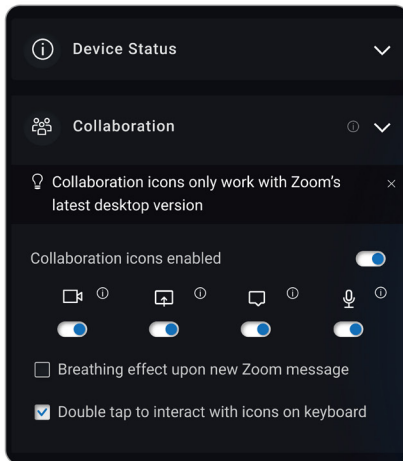 Device Status
Collaboration
Collaboration icons only work with Zoom's
latest desktop version
Collaboration icons enabled
Breathing effect upon new Zoom message
Double tap to interact with icons on keyboard